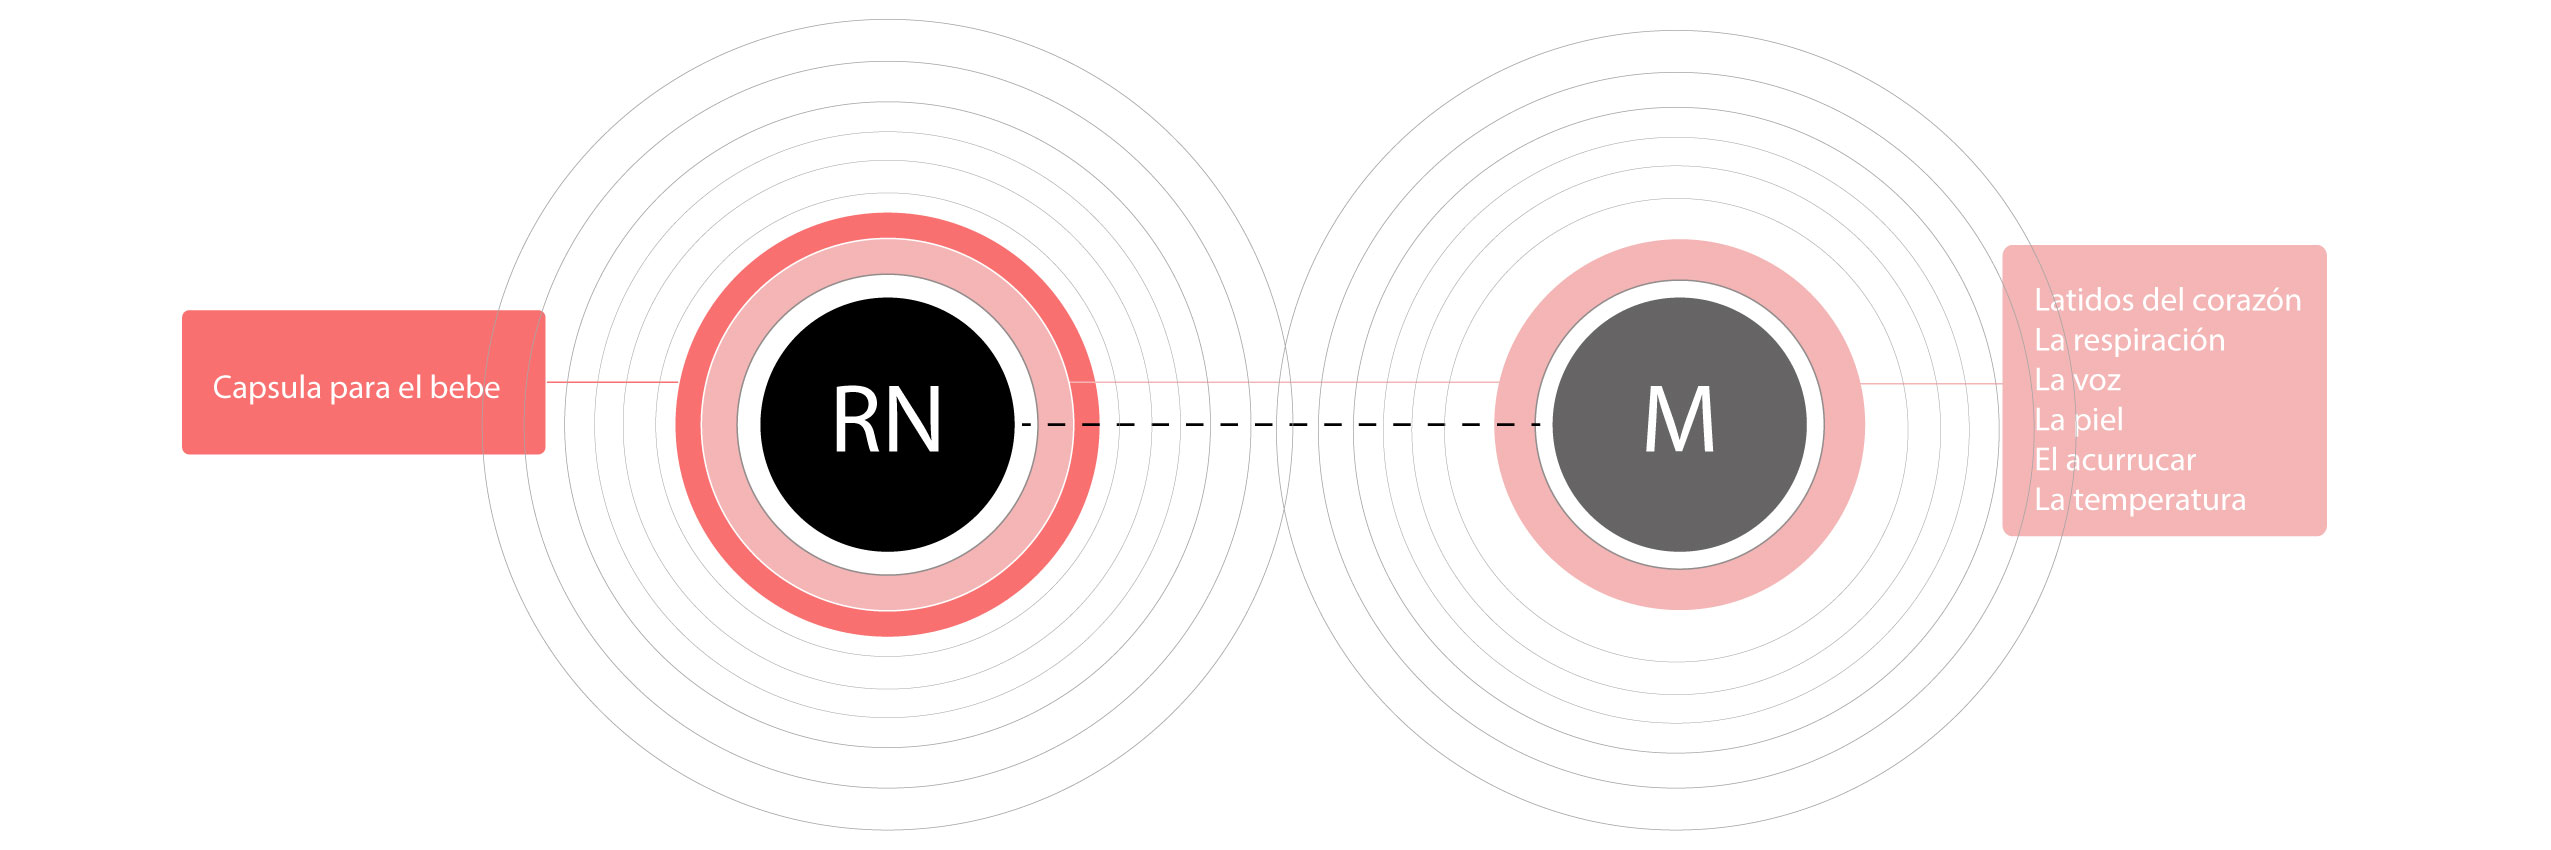 Capsula para el bebe
RN
M
Latidos del corazón
La respiración
La voz
La piel
El acurrucar
La temperatura